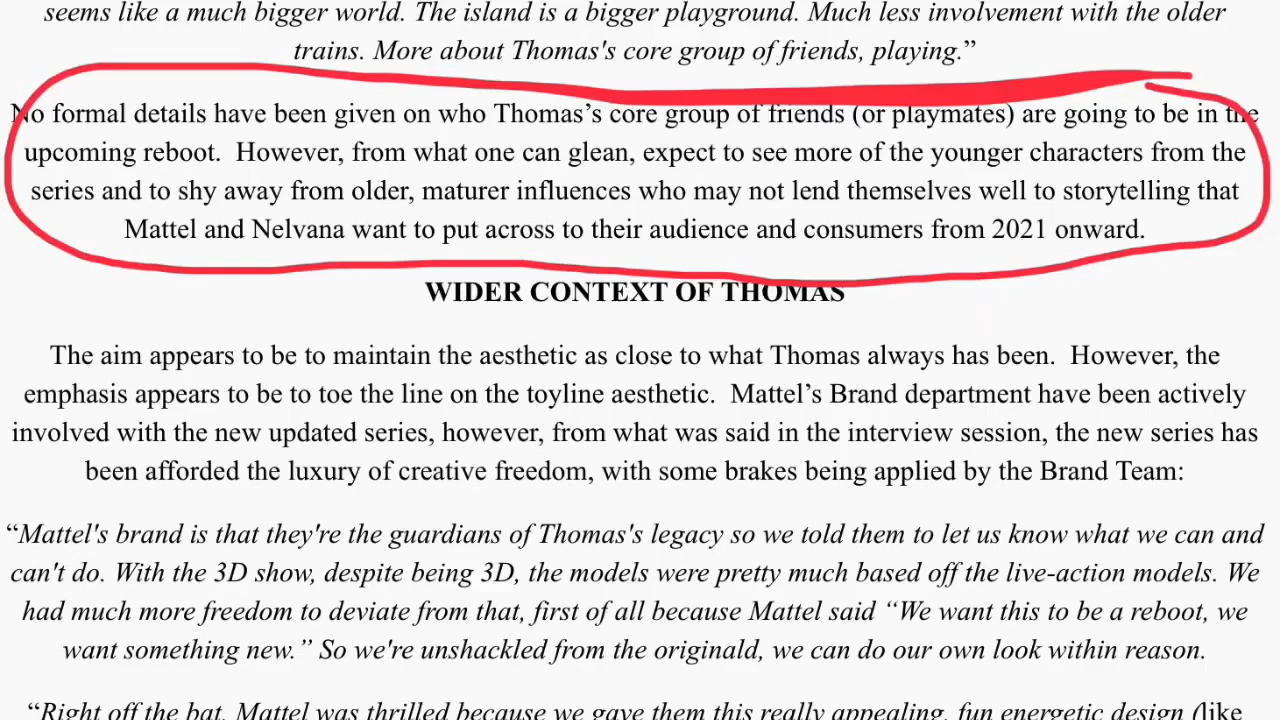 seems like a much bigger world. The island is a bigger playground. Much less involvement with the older
trains. More about Thomas's core group of friends, playing.”
No formal details have been given on who Thomas’s core group of friends (or playmates) are going to be in the
upcoming reboot.  However, from what one can glean, expect to see more of the younger characters from the
series and to shy away from older, maturer influences who may not lend themselves well to storytelling that
Mattel and Nelvana want to put across to their audience and consumers from 2021 onward.
WIDER CONTEXT OF THOMAS
The aim appears to be to maintain the aesthetic as close to what Thomas always has been.  However, the
emphasis appears to be to toe the line on the toyline aesthetic.  Mattel’s Brand department have been actively
involved with the new updated series, however, from what was said in the interview session, the new series has
been afforded the luxury of creative freedom, with some brakes being applied by the Brand Team:
“Mattel's brand is that they're the guardians of Thomas's legacy so we told them to let us know what we can and
can't do. With the 3D show, despite being 3D, the models were pretty much based off the live-action models. We
had much more freedom to deviate from that, first of all because Mattel said “We want this to be a reboot, we
want something new.” So we're unshackled from the originald, we can do our own look within reason.
“Right off the bat, Mattel was thrilled because we gave them this really appealing, fun energetic design (like